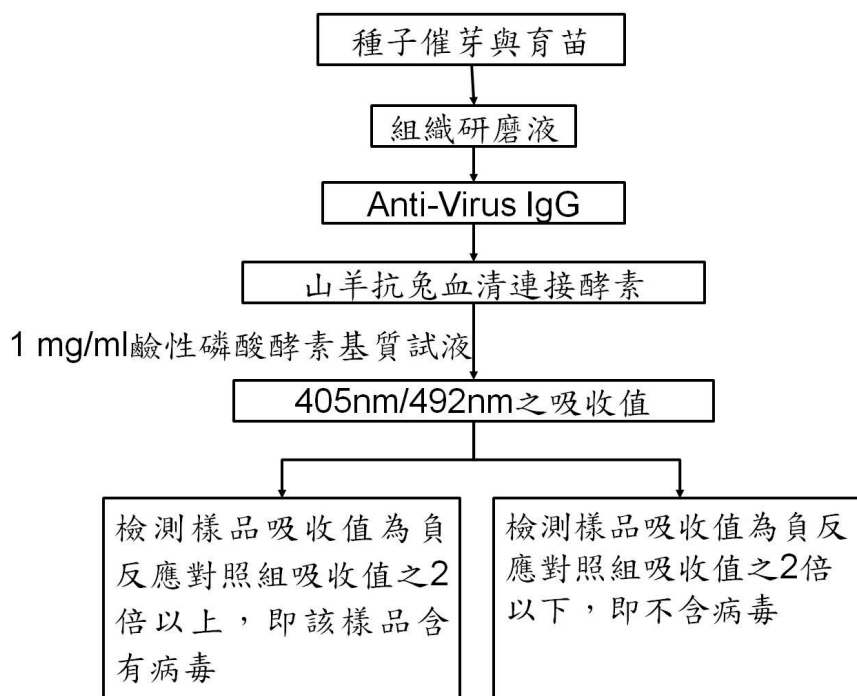 種子催芽與育苗
組織研磨液
Anti-Virus IgG
山羊抗兔血清連接酵素
1 mg/ml鹼性磷酸酵素基質試液
405nm/492nm之吸收值
檢測樣品吸收值為負
反應對照組吸收值之2
倍以上，即該樣品含
有病毒
檢測樣品吸收值為負反
應對照組吸收值之2倍
以下，即不含病毒